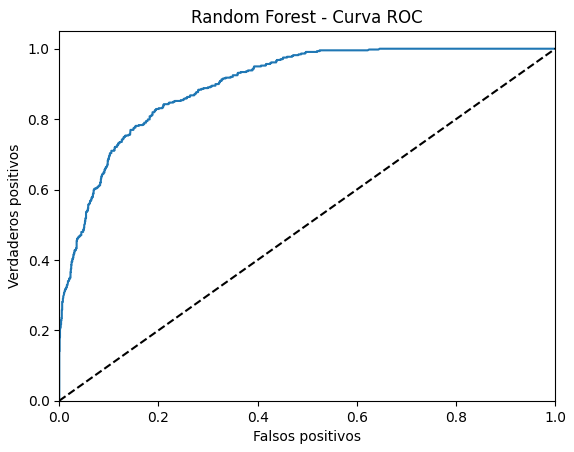 Random Forest - Curva ROC
Verdaderos positivos
1.0
0.8
0.6
0.4
0.2
0.0
0.0 0.2 0.4 0.6 0.8 1.0
Falsos positivos